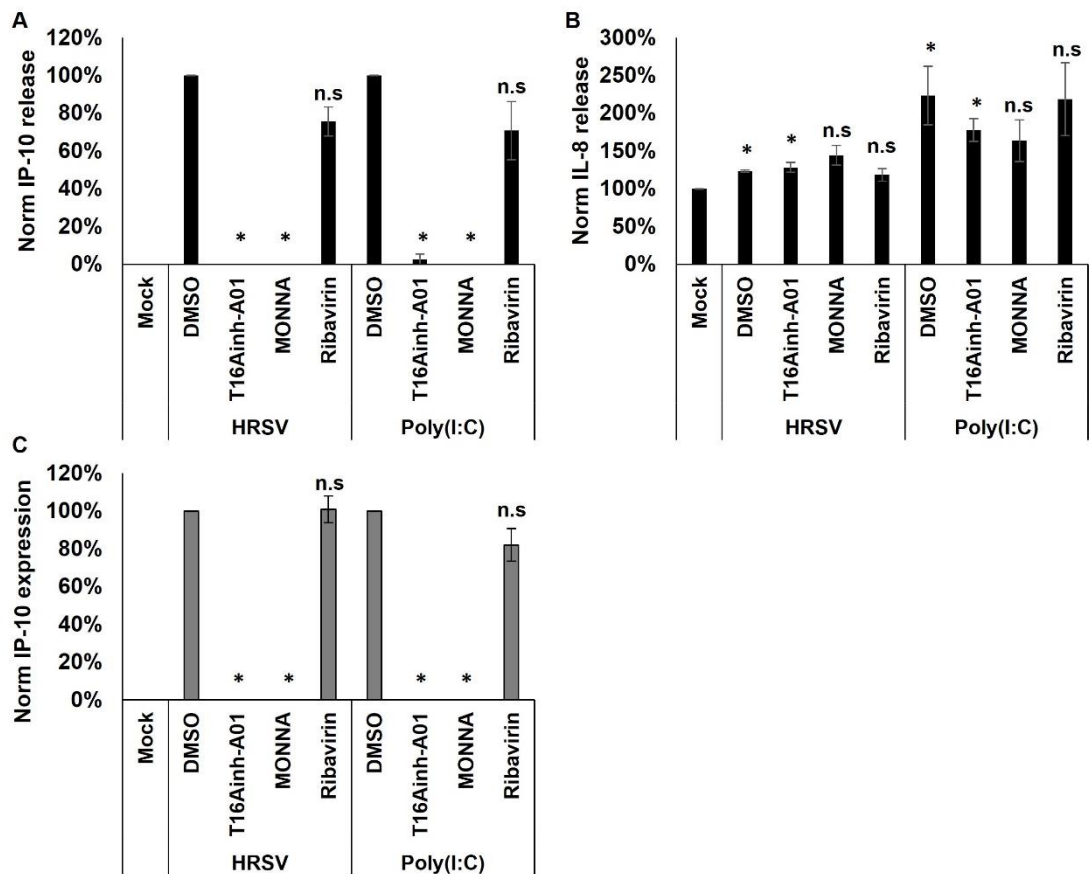 A
Norm IP-10 release
120%
100%
80%
60%
40%
20%
0%
* * n.s * * n.s
Mock DMSO T16Ainh-A01 MONNA Ribavirin DMSO T16Ainh-A01 MONNA Ribavirin
HRSV Poly(I:C)
B
Norm IL-8 release
300%
250%
200%
150%
100%
50%
0%
* * n.s n.s * * n.s n.s
Mock DMSO T16Ainh-A01 MONNA Ribavirin DMSO T16Ainh-A01 MONNA Ribavirin
HRSV Poly(I:C)
C
Norm IP-10 expression
120%
100%
80%
60%
40%
20%
0%
* * n.s * * n.s
Mock DMSO T16Ainh-A01 MONNA Ribavirin DMSO T16Ainh-A01 MONNA Ribavirin
HRSV Poly(I:C)